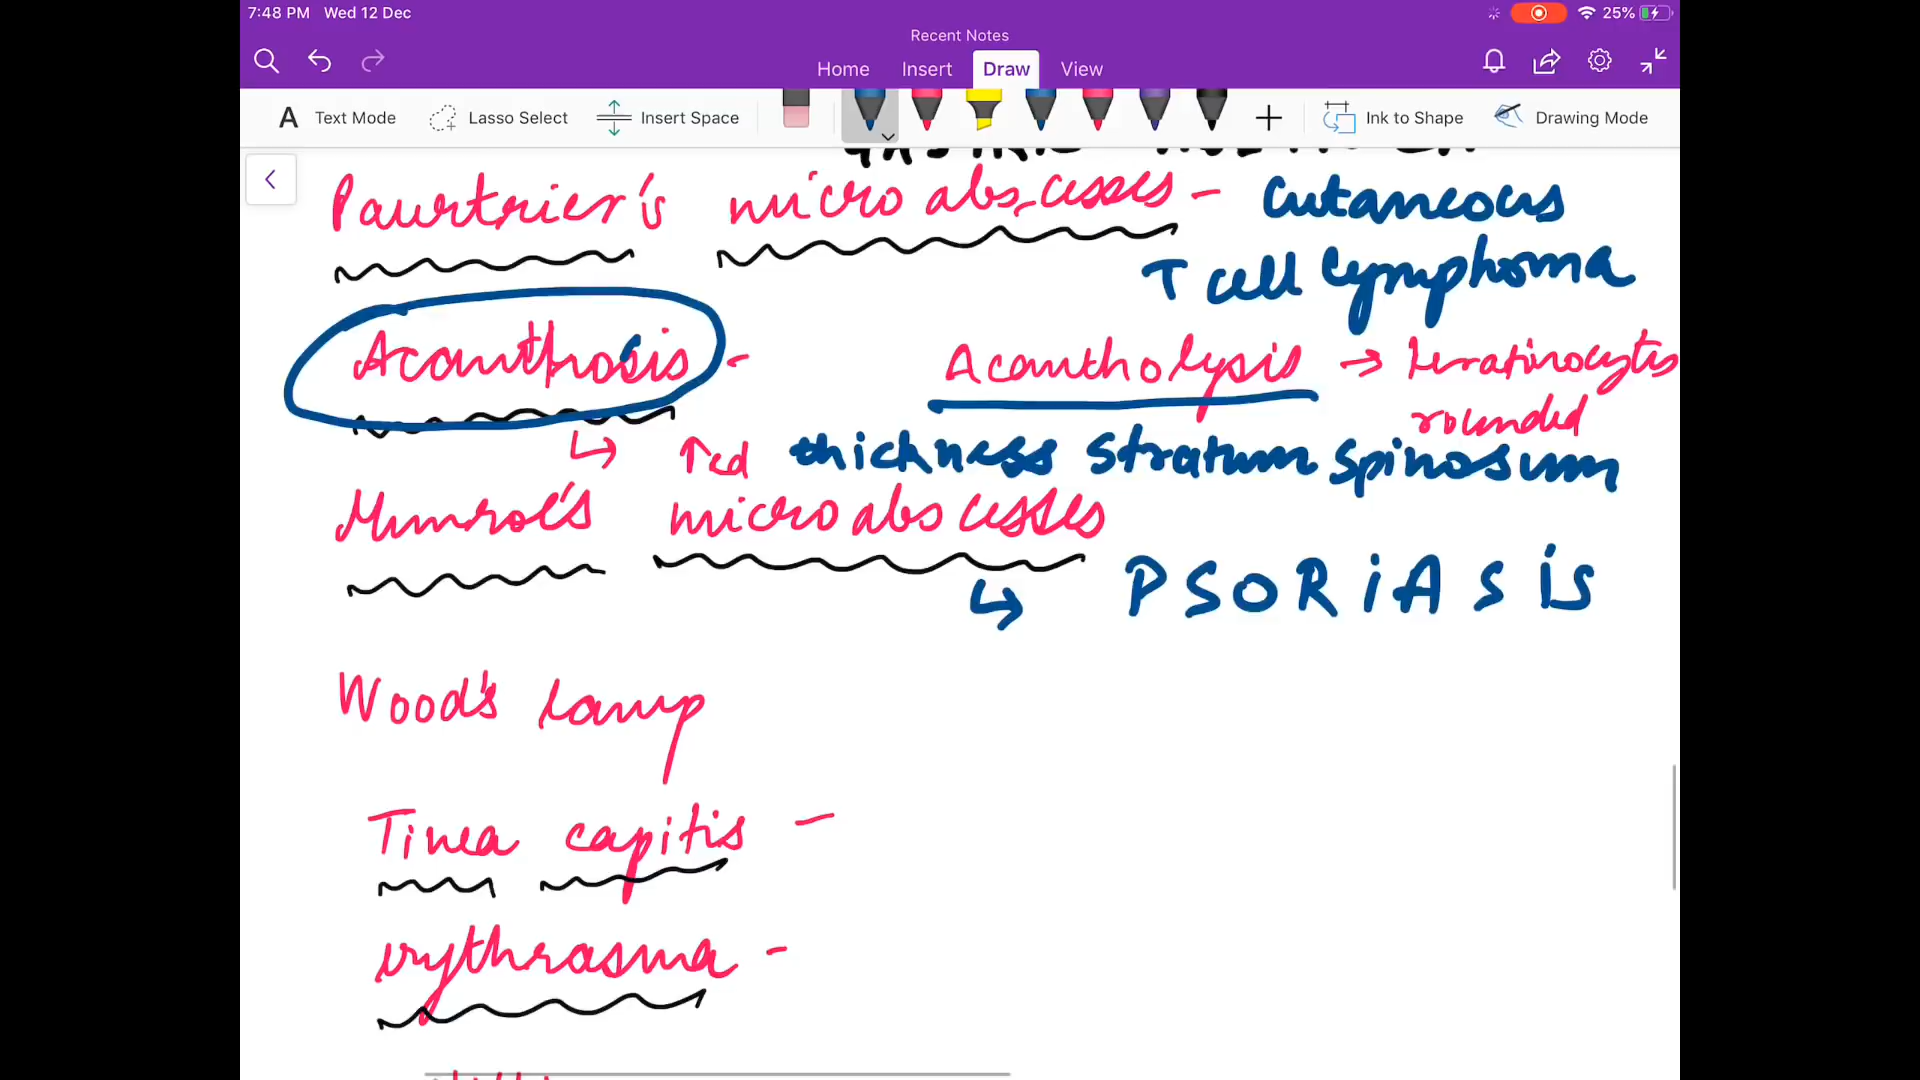 7:48 PM Wed 12 Dec
25%
Recent Notes
Home Insert Draw View
A Text Mode Lasso Select Insert Space Ink to Shape Drawing Mode
Paurtrier's micro abscesses - Cutaneous
T cell lymphoma
Acanthosis - Acantholysis → keratinocytes
rounded
↳ ↑ed thickness stratum spinosum
Munroe's micro abscesses
↳ PSORiASiS
Wood's lamp
Tinea capitis -
erythrasma -